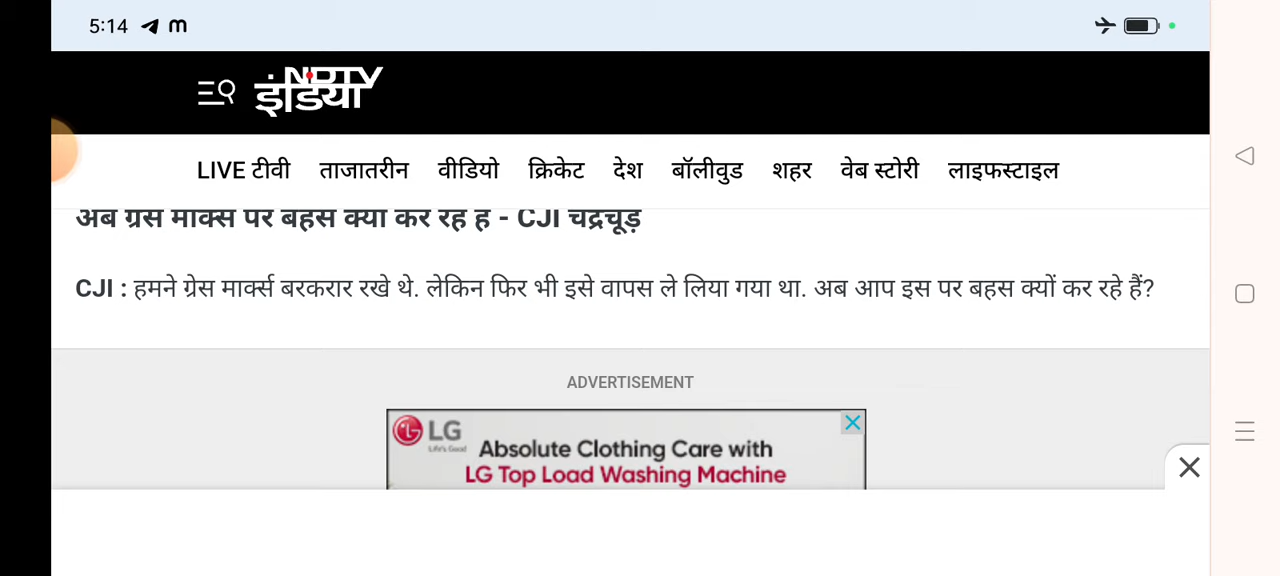 5:14 m
NDTV
इंडिया
LIVE टीवी ताजातरीन वीडियो क्रिकेट देश बॉलीवुड शहर वेब स्टोरी लाइफस्टाइल
अब ग्रेस मार्क्स पर बहस क्यों कर रहे हैं - CJI चंद्रचूड़
CJI : हमने ग्रेस मार्क्स बरकरार रखे थे. लेकिन फिर भी इसे वापस ले लिया गया था. अब आप इस पर बहस क्यों कर रहे हैं?
ADVERTISEMENT
LG
Life's Good
Absolute Clothing Care with
LG Top Load Washing Machine